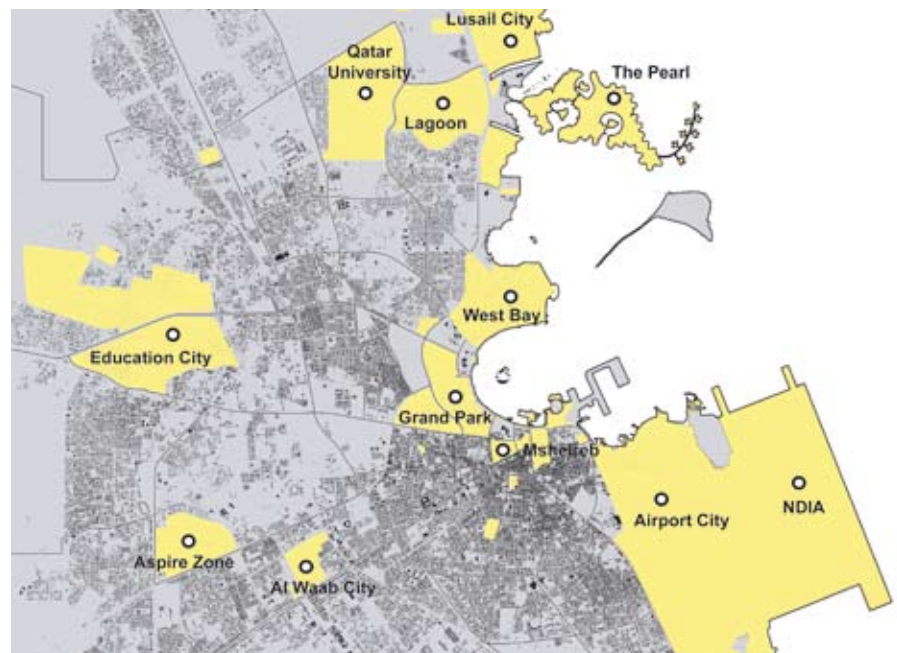 Lusail City
Qatar
University
The Pearl
Lagoon
West Bay
Education City
Grand Park
Msheireb
Airport City
NDIA
Aspire Zone
Al Waab City